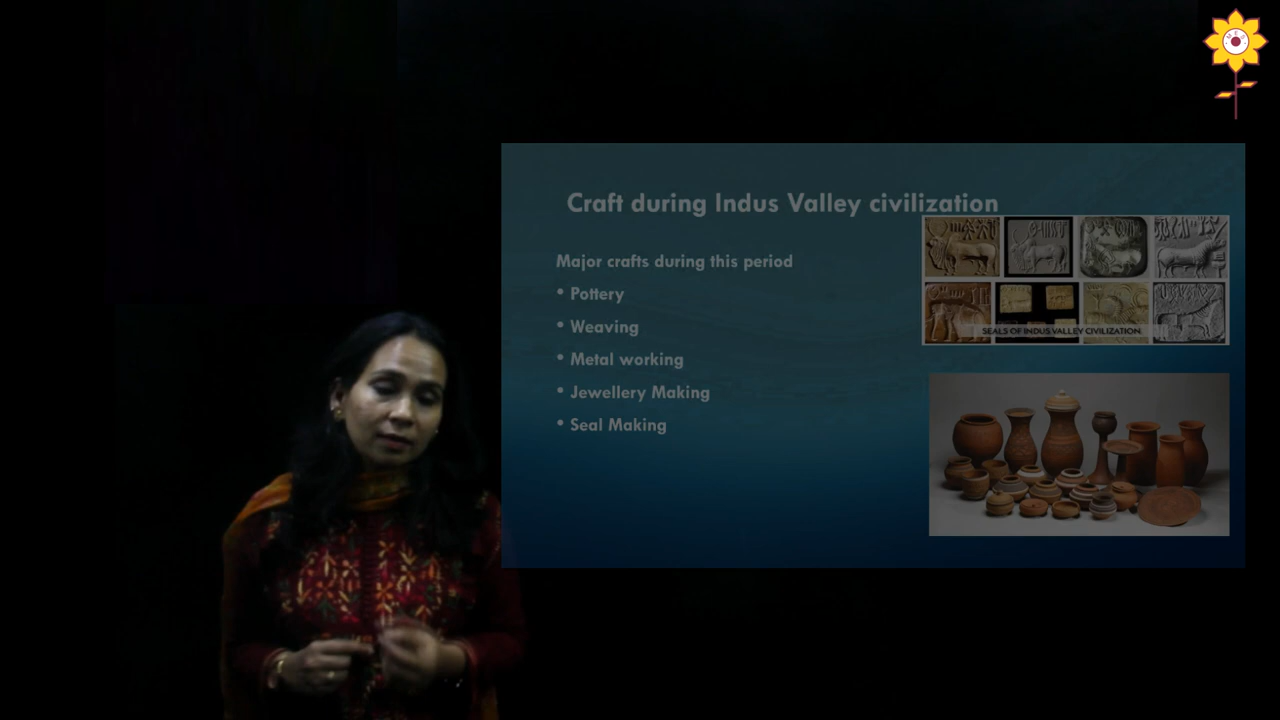 Craft during Indus Valley civilization
Major crafts during this period
• Pottery
• Weaving
• Metal working
• Jewellery Making
• Seal Making
SEALS OF INDUS VALLEY CIVILIZATION